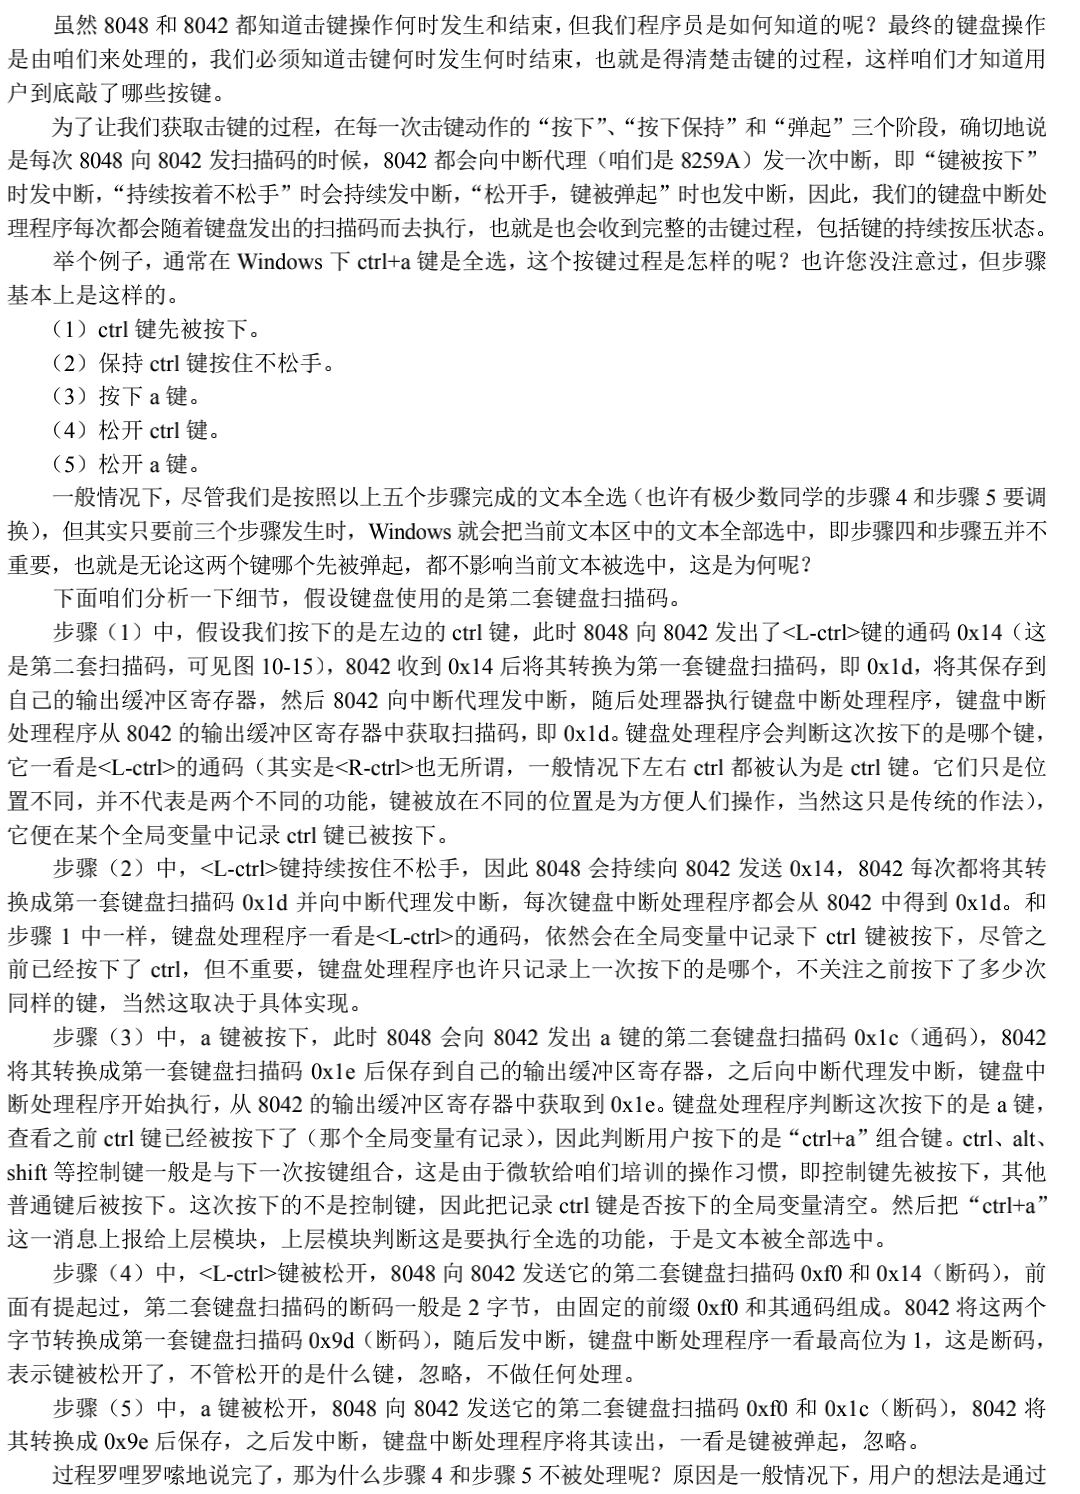 虽然 8048 和 8042 都知道击键操作何时发生和结束，但我们程序员是如何知道的呢？最终的键盘操作
是由咱们来处理的，我们必须知道击键何时发生何时结束，也就是得清楚击键的过程，这样咱们才知道用
户到底敲了哪些按键。
为了让我们获取击键的过程，在每一次击键动作的“按下”、“按下保持”和“弹起”三个阶段，确切地说
是每次 8048 向 8042 发扫描码的时候，8042 都会向中断代理（咱们是 8259A）发一次中断，即“键被按下”
时发中断，“持续按着不松手”时会持续发中断，“松开手，键被弹起”时也发中断，因此，我们的键盘中断处
理程序每次都会随着键盘发出的扫描码而去执行，也就是也会收到完整的击键过程，包括键的持续按压状态。
举个例子，通常在 Windows 下 ctrl+a 键是全选，这个按键过程是怎样的呢？也许您没注意过，但步骤
基本上是这样的。
（1）ctrl 键先被按下。
（2）保持 ctrl 键按住不松手。
（3）按下 a 键。
（4）松开 ctrl 键。
（5）松开 a 键。
一般情况下，尽管我们是按照以上五个步骤完成的文本全选（也许有极少数同学的步骤 4 和步骤 5 要调
换），但其实只要前三个步骤发生时，Windows 就会把当前文本区中的文本全部选中，即步骤四和步骤五并不
重要，也就是无论这两个键哪个先被弹起，都不影响当前文本被选中，这是为何呢？
下面咱们分析一下细节，假设键盘使用的是第二套键盘扫描码。
步骤（1）中，假设我们按下的是左边的 ctrl 键，此时 8048 向 8042 发出了<L-ctrl>键的通码 0x14（这
是第二套扫描码，可见图 10-15），8042 收到 0x14 后将其转换为第一套键盘扫描码，即 0x1d，将其保存到
自己的输出缓冲区寄存器，然后 8042 向中断代理发中断，随后处理器执行键盘中断处理程序，键盘中断
处理程序从 8042 的输出缓冲区寄存器中获取扫描码，即 0x1d。键盘处理程序会判断这次按下的是哪个键，
它一看是<L-ctrl>的通码（其实是<R-ctrl>也无所谓，一般情况下左右 ctrl 都被认为是 ctrl 键。它们只是位
置不同，并不代表是两个不同的功能，键被放在不同的位置是为方便人们操作，当然这只是传统的作法），
它便在某个全局变量中记录 ctrl 键已被按下。
步骤（2）中，<L-ctrl>键持续按住不松手，因此 8048 会持续向 8042 发送 0x14，8042 每次都将其转
换成第一套键盘扫描码 0x1d 并向中断代理发中断，每次键盘中断处理程序都会从 8042 中得到 0x1d。和
步骤 1 中一样，键盘处理程序一看是<L-ctrl>的通码，依然会在全局变量中记录下 ctrl 键被按下，尽管之
前已经按下了 ctrl，但不重要，键盘处理程序也许只记录上一次按下的是哪个，不关注之前按下了多少次
同样的键，当然这取决于具体实现。
步骤（3）中，a 键被按下，此时 8048 会向 8042 发出 a 键的第二套键盘扫描码 0x1c（通码），8042
将其转换成第一套键盘扫描码 0x1e 后保存到自己的输出缓冲区寄存器，之后向中断代理发中断，键盘中
断处理程序开始执行，从 8042 的输出缓冲区寄存器中获取到 0x1e。键盘处理程序判断这次按下的是 a 键，
查看之前 ctrl 键已经被按下了（那个全局变量有记录），因此判断用户按下的是“ctrl+a”组合键。ctrl、alt、
shift 等控制键一般是与下一次按键组合，这是由于微软给咱们培训的操作习惯，即控制键先被按下，其他
普通键后被按下。这次按下的不是控制键，因此把记录 ctrl 键是否按下的全局变量清空。然后把“ctrl+a”
这一消息上报给上层模块，上层模块判断这是要执行全选的功能，于是文本被全部选中。
步骤（4）中，<L-ctrl>键被松开，8048 向 8042 发送它的第二套键盘扫描码 0xf0 和 0x14（断码），前
面有提起过，第二套键盘扫描码的断码一般是 2 字节，由固定的前缀 0xf0 和其通码组成。8042 将这两个
字节转换成第一套键盘扫描码 0x9d（断码），随后发中断，键盘中断处理程序一看最高位为 1，这是断码，
表示键被松开了，不管松开的是什么键，忽略，不做任何处理。
步骤（5）中，a 键被松开，8048 向 8042 发送它的第二套键盘扫描码 0xf0 和 0x1c（断码），8042 将
其转换成 0x9e 后保存，之后发中断，键盘中断处理程序将其读出，一看是键被弹起，忽略。
过程罗哩罗嗦地说完了，那为什么步骤 4 和步骤 5 不被处理呢？原因是一般情况下，用户的想法是通过